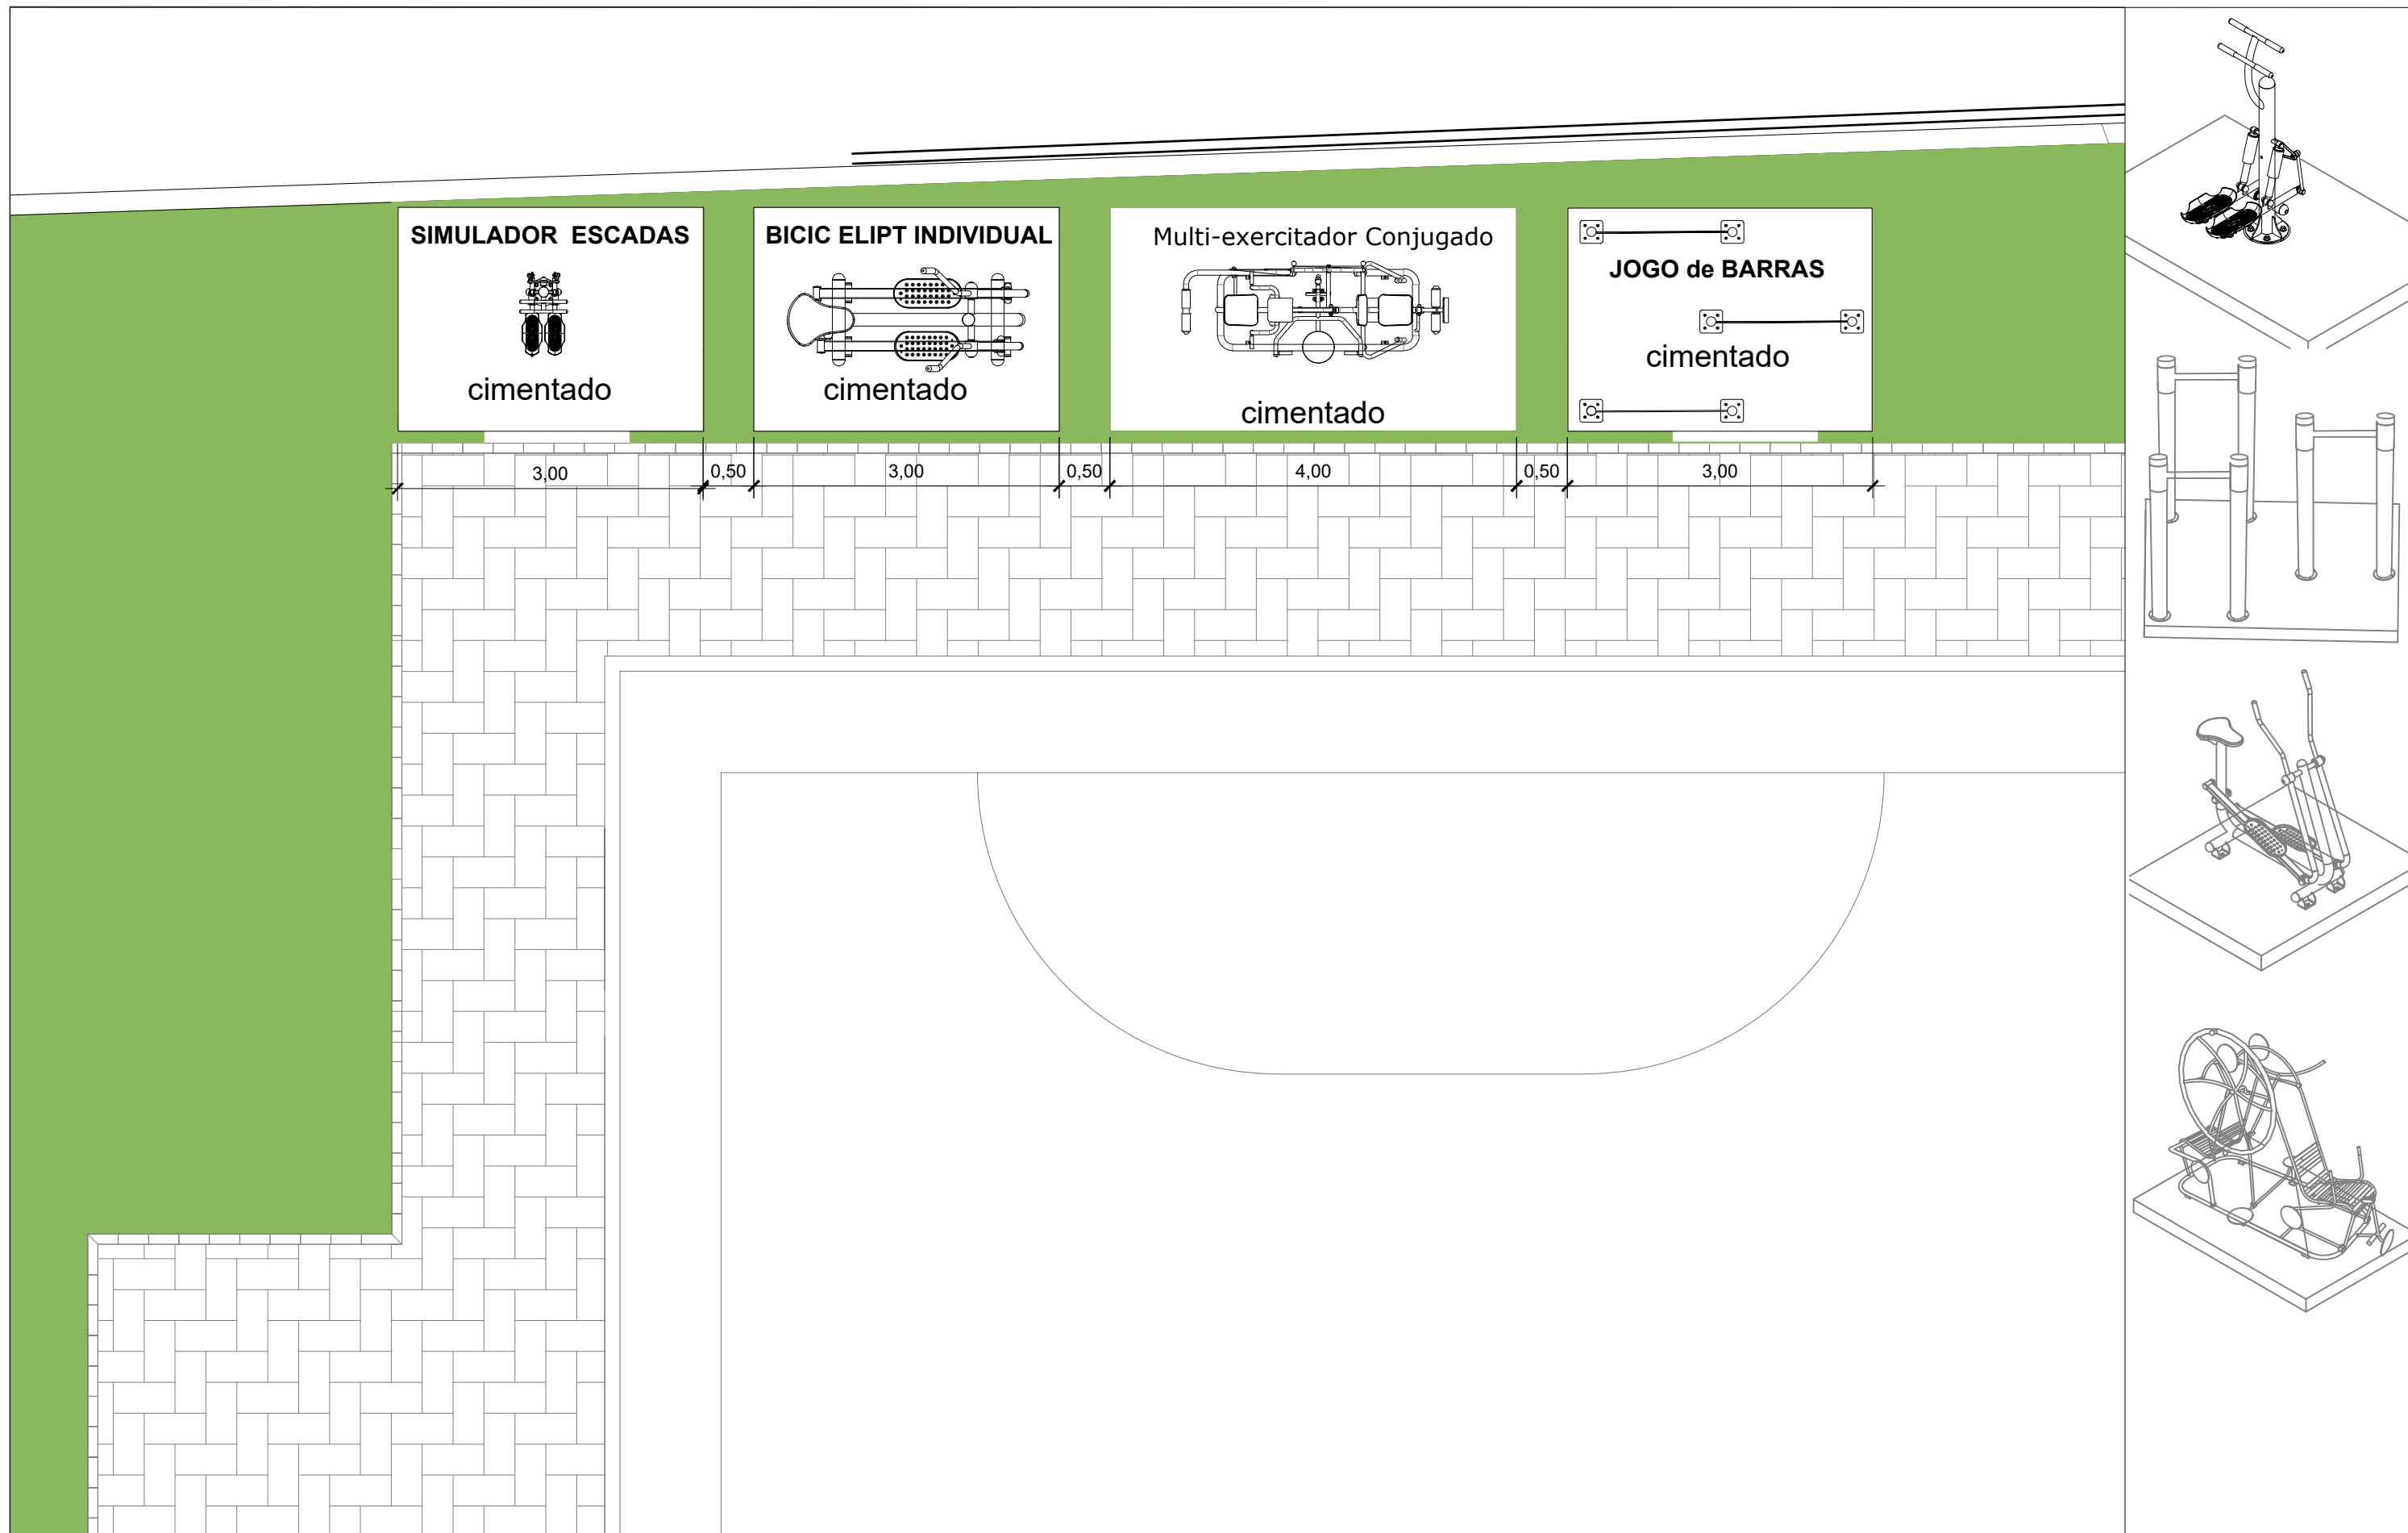 SIMULADOR ESCADAS
cimentado
BICIC ELIPT INDIVIDUAL
cimentado
Multi-exercitador Conjugado
cimentado
JOGO de BARRAS
cimentado
3,00
0,50
3,00
0,50
4,00
0,50
3,00